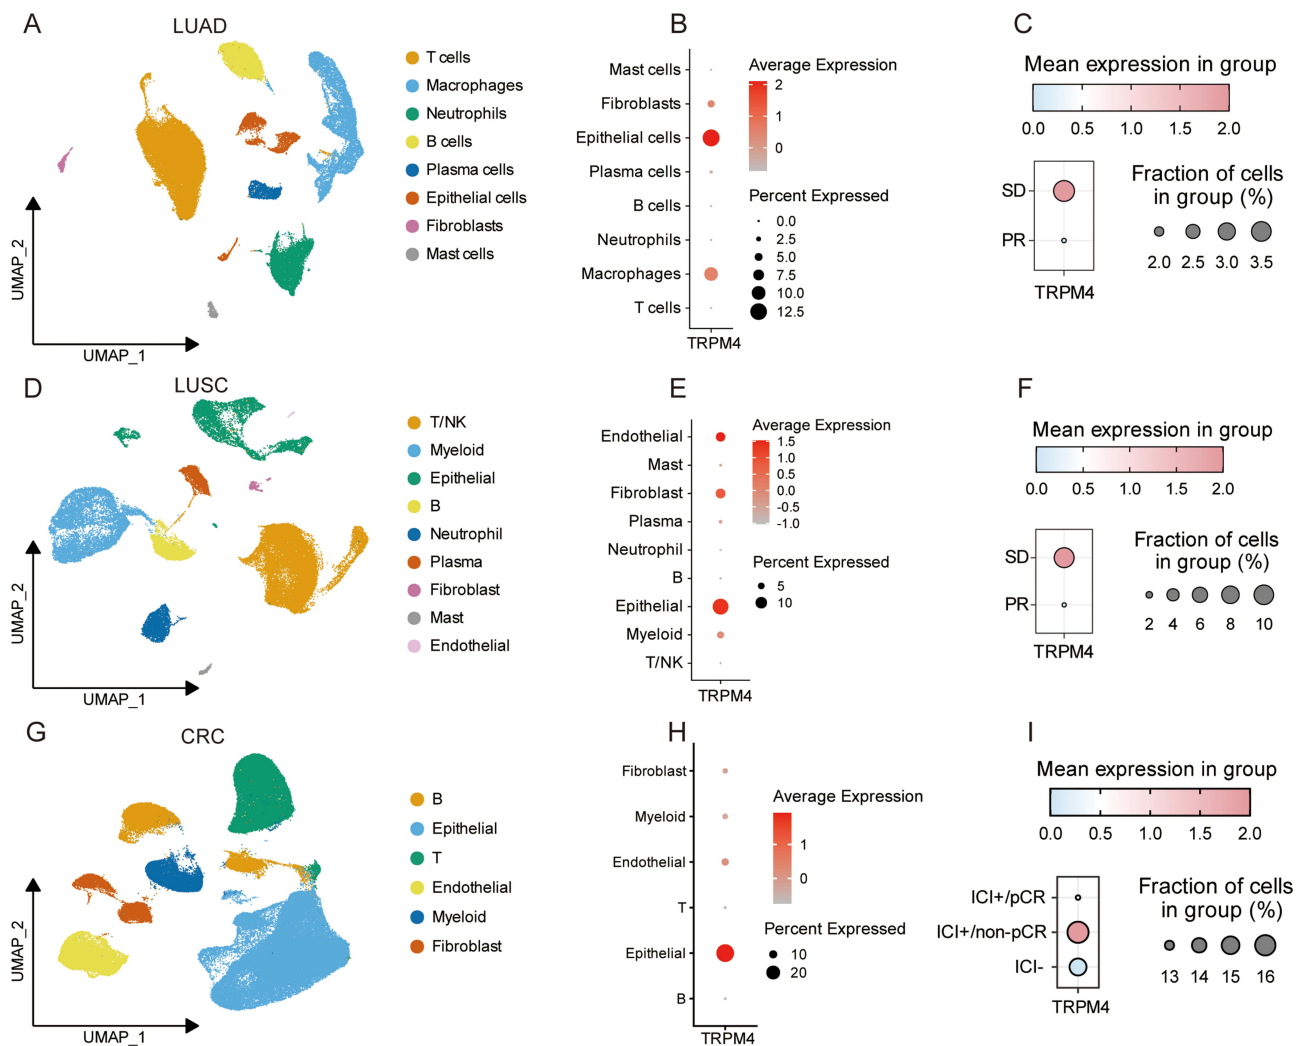 A
LUAD
T cells
Macrophages
Neutrophils
B cells
Plasma cells
Epithelial cells
Fibroblasts
Mast cells
UMAP_2
UMAP_1
B
Mast cells
Fibroblasts
Epithelial cells
Plasma cells
B cells
Neutrophils
Macrophages
T cells
TRPM4
Average Expression
2
1
0
Percent Expressed
0.0
2.5
5.0
7.5
10.0
12.5
C
Mean expression in group
0.0 0.5 1.0 1.5 2.0
SD
PR
TRPM4
Fraction of cells
in group (%)
2.0 2.5 3.0 3.5
D
LUSC
T/NK
Myeloid
Epithelial
B
Neutrophil
Plasma
Fibroblast
Mast
Endothelial
UMAP_2
UMAP_1
E
Endothelial
Mast
Fibroblast
Plasma
Neutrophil
B
Epithelial
Myeloid
T/NK
TRPM4
Average Expression
1.5
1.0
0.5
0.0
-0.5
-1.0
Percent Expressed
5
10
F
Mean expression in group
0.0 0.5 1.0 1.5 2.0
SD
PR
TRPM4
Fraction of cells
in group (%)
2 4 6 8 10
G
CRC
B
Epithelial
T
Endothelial
Myeloid
Fibroblast
UMAP_2
UMAP_1
H
Fibroblast
Myeloid
Endothelial
T
Epithelial
B
TRPM4
Average Expression
1
0
Percent Expressed
10
20
I
Mean expression in group
0.0 0.5 1.0 1.5 2.0
ICI+/pCR
ICI+/non-pCR
ICI-
TRPM4
Fraction of cells
in group (%)
13 14 15 16